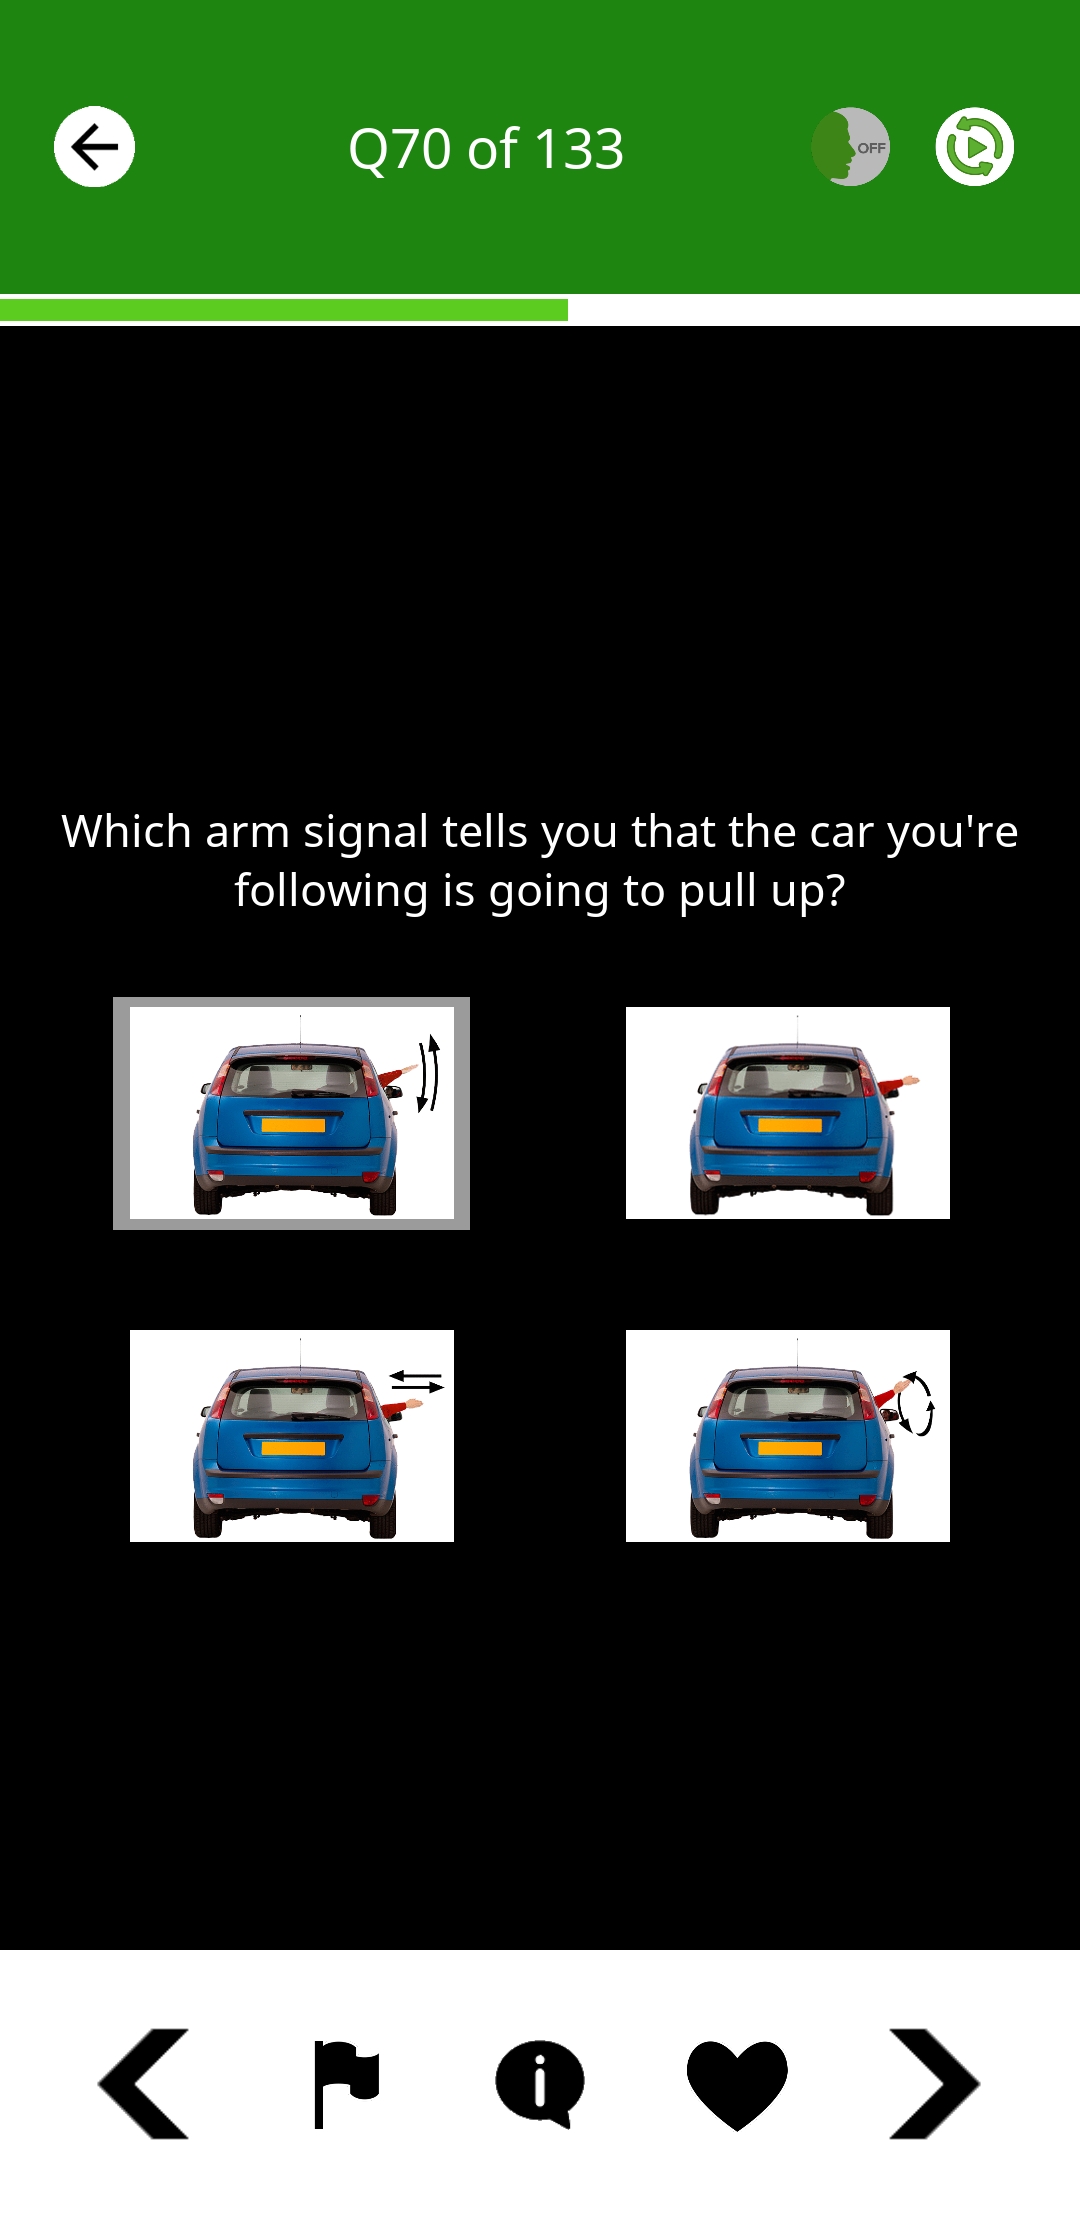 Q70 of 133
OFF
Which arm signal tells you that the car you're
following is going to pull up?